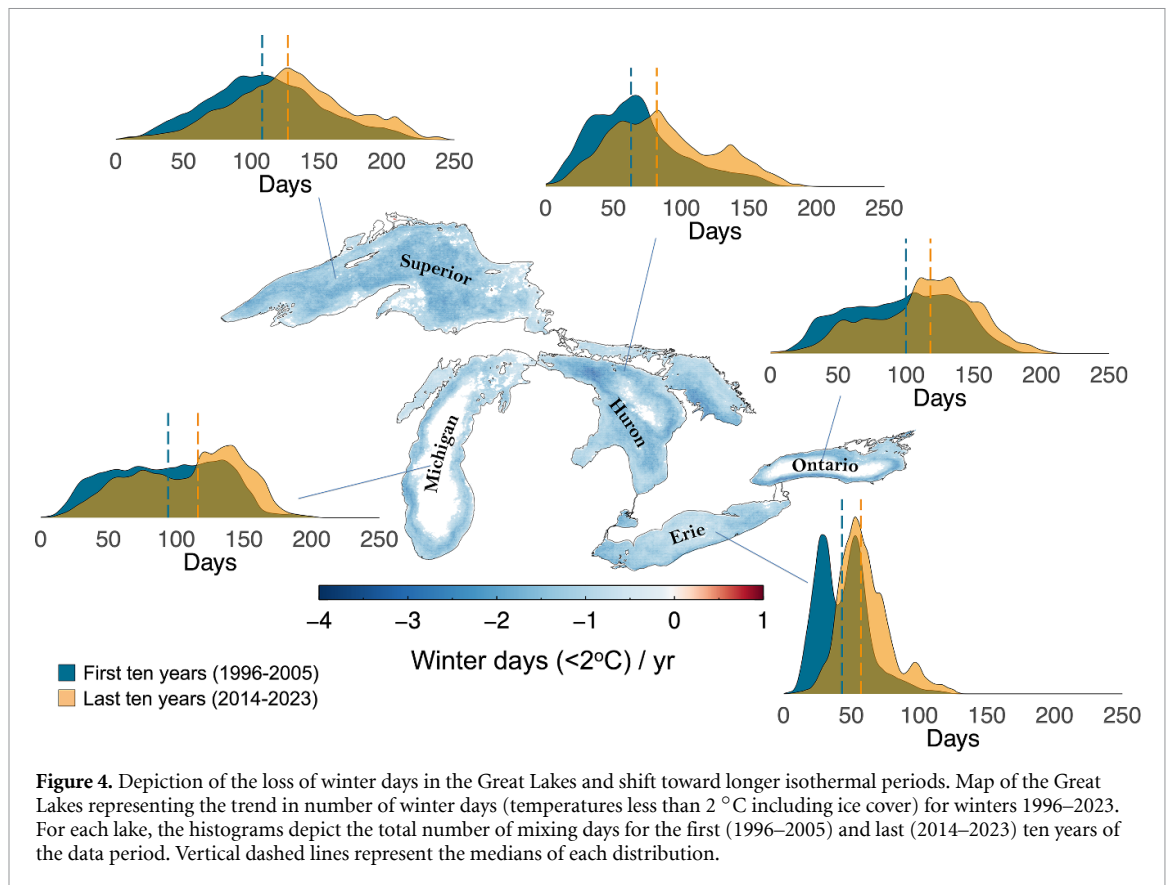 0 50 100 150 200 250
Days
0 50 100 150 200 250
Days
Superior
0 50 100 150 200 250
Days
Huron
Michigan
Ontario
0 50 100 150 200 250
Days
Erie
−4 −3 −2 −1 0 1
Winter days (<2°C) / yr
0 50 100 150 200 250
Days
First ten years (1996-2005)
Last ten years (2014-2023)
Figure 4. Depiction of the loss of winter days in the Great Lakes and shift toward longer isothermal periods. Map of the Great
Lakes representing the trend in number of winter days (temperatures less than 2 °C including ice cover) for winters 1996–2023.
For each lake, the histograms depict the total number of mixing days for the first (1996–2005) and last (2014–2023) ten years of
the data period. Vertical dashed lines represent the medians of each distribution.